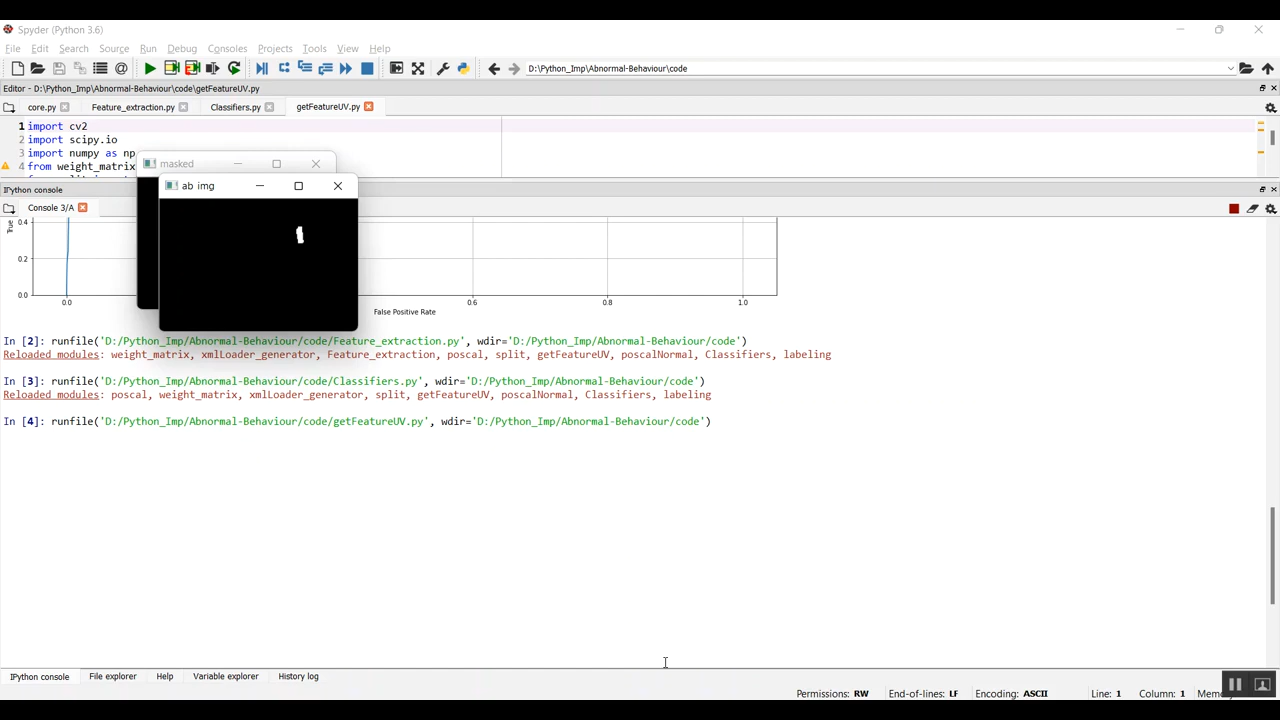 Spyder (Python 3.6)
File Edit Search Source Run Debug Consoles Projects Tools View Help
D:\Python_Imp\Abnormal-Behaviour\code
Editor - D:\Python_Imp\Abnormal-Behaviour\code\getFeatureUV.py
core.py Feature_extraction.py Classifiers.py getFeatureUV.py
1 import cv2
2 import scipy.io
3 import numpy as np
4 from weight_matrix
masked
ab img
IPython console
Console 3/A
True
0.4
0.2
0.0
0.0 0.6 0.8 1.0
False Positive Rate
In [2]: runfile('D:/Python_Imp/Abnormal-Behaviour/code/Feature_extraction.py', wdir='D:/Python_Imp/Abnormal-Behaviour/code')
Reloaded modules: weight_matrix, xmlLoader_generator, Feature_extraction, poscal, split, getFeatureUV, poscalNormal, Classifiers, labeling
In [3]: runfile('D:/Python_Imp/Abnormal-Behaviour/code/Classifiers.py', wdir='D:/Python_Imp/Abnormal-Behaviour/code')
Reloaded modules: poscal, weight_matrix, xmlLoader_generator, split, getFeatureUV, poscalNormal, Classifiers, labeling
In [4]: runfile('D:/Python_Imp/Abnormal-Behaviour/code/getFeatureUV.py', wdir='D:/Python_Imp/Abnormal-Behaviour/code')
IPython console File explorer Help Variable explorer History log
Permissions: RW End-of-lines: LF Encoding: ASCII Line: 1 Column: 1